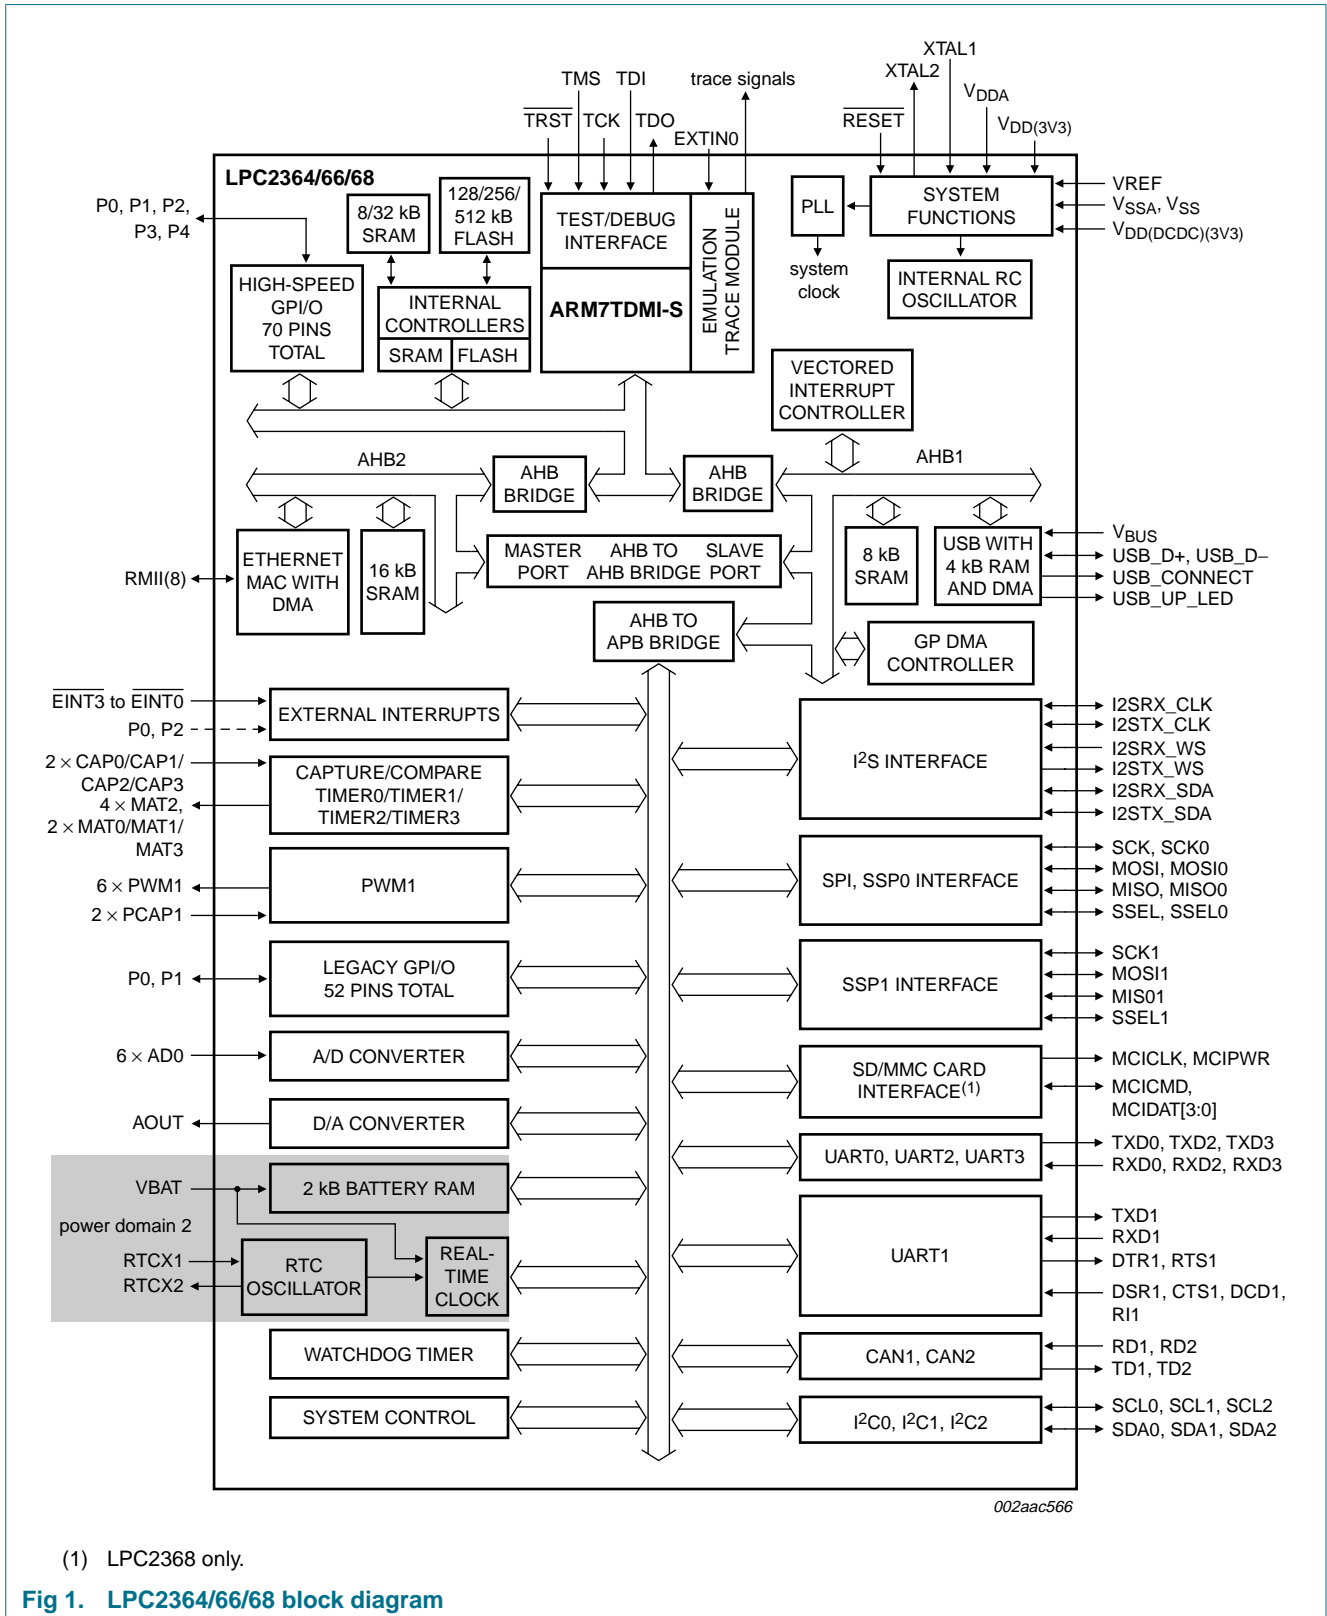 XTAL1
XTAL2
TMS TDI trace signals
VDDA
TRST TCK TDO
RESET
VDD(3V3)
EXTIN0
LPC2364/66/68
P0, P1, P2,
P3, P4
8/32 kB
SRAM
128/256/
512 kB
FLASH
TEST/DEBUG
INTERFACE
EMULATION
TRACE MODULE
PLL
SYSTEM
FUNCTIONS
VREF
VSSA, VSS
VDD(DCDC)(3V3)
system
clock
HIGH-SPEED
GPI/O
70 PINS
TOTAL
INTERNAL
CONTROLLERS
SRAM FLASH
ARM7TDMI-S
INTERNAL RC
OSCILLATOR
VECTORED
INTERRUPT
CONTROLLER
AHB2
AHB
BRIDGE
AHB
BRIDGE
AHB1
ETHERNET
MAC WITH
DMA
16 kB
SRAM
MASTER
PORT
AHB TO
AHB BRIDGE
SLAVE
PORT
8 kB
SRAM
USB WITH
4 kB RAM
AND DMA
VBUS
USB_D+, USB_D−
USB_CONNECT
USB_UP_LED
RMII(8)
AHB TO
APB BRIDGE
GP DMA
CONTROLLER
EINT3 to EINT0
P0, P2
EXTERNAL INTERRUPTS
2 × CAP0/CAP1/
CAP2/CAP3
4 × MAT2,
2 × MAT0/MAT1/
MAT3
CAPTURE/COMPARE
TIMER0/TIMER1/
TIMER2/TIMER3
I2S INTERFACE
I2SRX_CLK
I2STX_CLK
I2SRX_WS
I2STX_WS
I2SRX_SDA
I2STX_SDA
6 × PWM1
2 × PCAP1
PWM1
SPI, SSP0 INTERFACE
SCK, SCK0
MOSI, MOSI0
MISO, MISO0
SSEL, SSEL0
P0, P1
LEGACY GPI/O
52 PINS TOTAL
SSP1 INTERFACE
SCK1
MOSI1
MIS01
SSEL1
6 × AD0
A/D CONVERTER
SD/MMC CARD
INTERFACE(1)
MCICLK, MCIPWR
MCICMD,
MCIDAT[3:0]
AOUT
D/A CONVERTER
UART0, UART2, UART3
TXD0, TXD2, TXD3
RXD0, RXD2, RXD3
VBAT
2 kB BATTERY RAM
power domain 2
RTCX1
RTCX2
RTC
OSCILLATOR
REAL-
TIME
CLOCK
UART1
TXD1
RXD1
DTR1, RTS1
DSR1, CTS1, DCD1,
RI1
WATCHDOG TIMER
CAN1, CAN2
RD1, RD2
TD1, TD2
SYSTEM CONTROL
I2C0, I2C1, I2C2
SCL0, SCL1, SCL2
SDA0, SDA1, SDA2
002aac566
(1) LPC2368 only.
Fig 1. LPC2364/66/68 block diagram